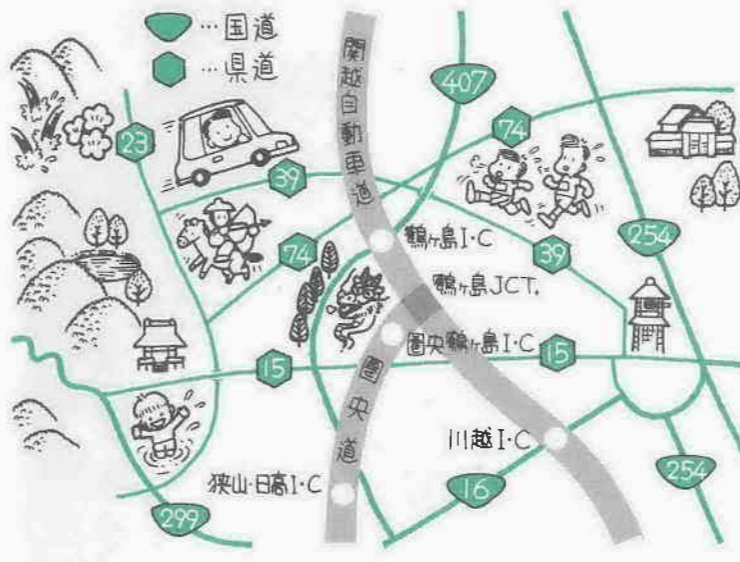 …国道
…県道
関越自動車道
407
23
74
39
254
74
39
鶴ヶ島I・C
鶴ヶ島JCT.
圏央鶴ヶ島I・C
15
15
圏央道
川越I・C
狭山・日高I・C
16
254
299